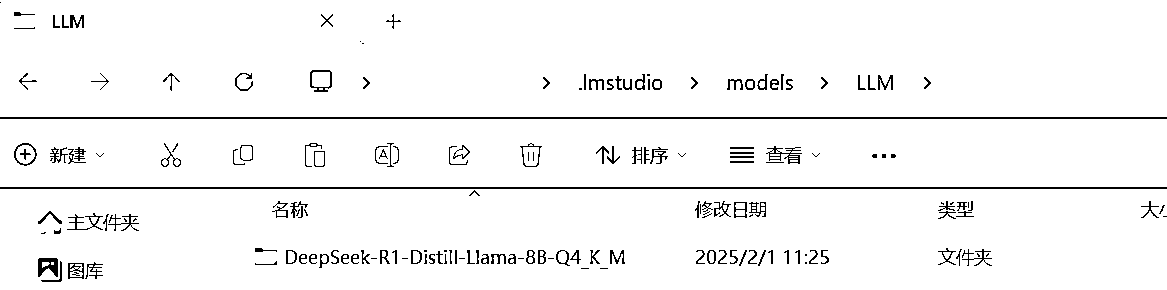 LLM
.lmstudio models LLM
新建 排序 查看
名称 修改日期 类型
主文件夹
DeepSeek-R1-Distill-Llama-8B-Q4_K_M 2025/2/1 11:25 文件夹
图库